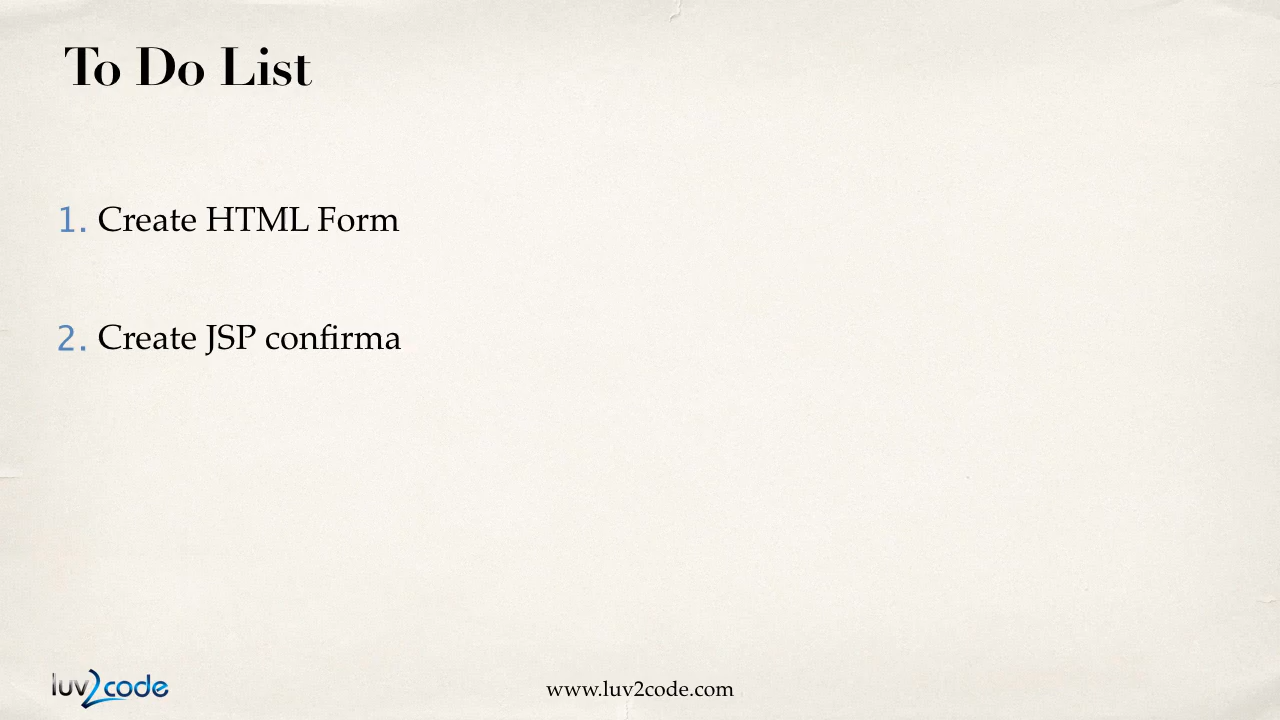 To Do List
1. Create HTML Form
2. Create JSP confirma
luv2code
www.luv2code.com